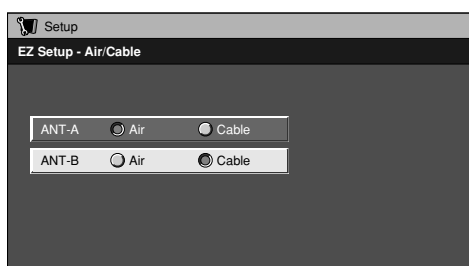 Setup
EZ Setup - Air/Cable
ANT-A Air Cable
ANT-B Air Cable